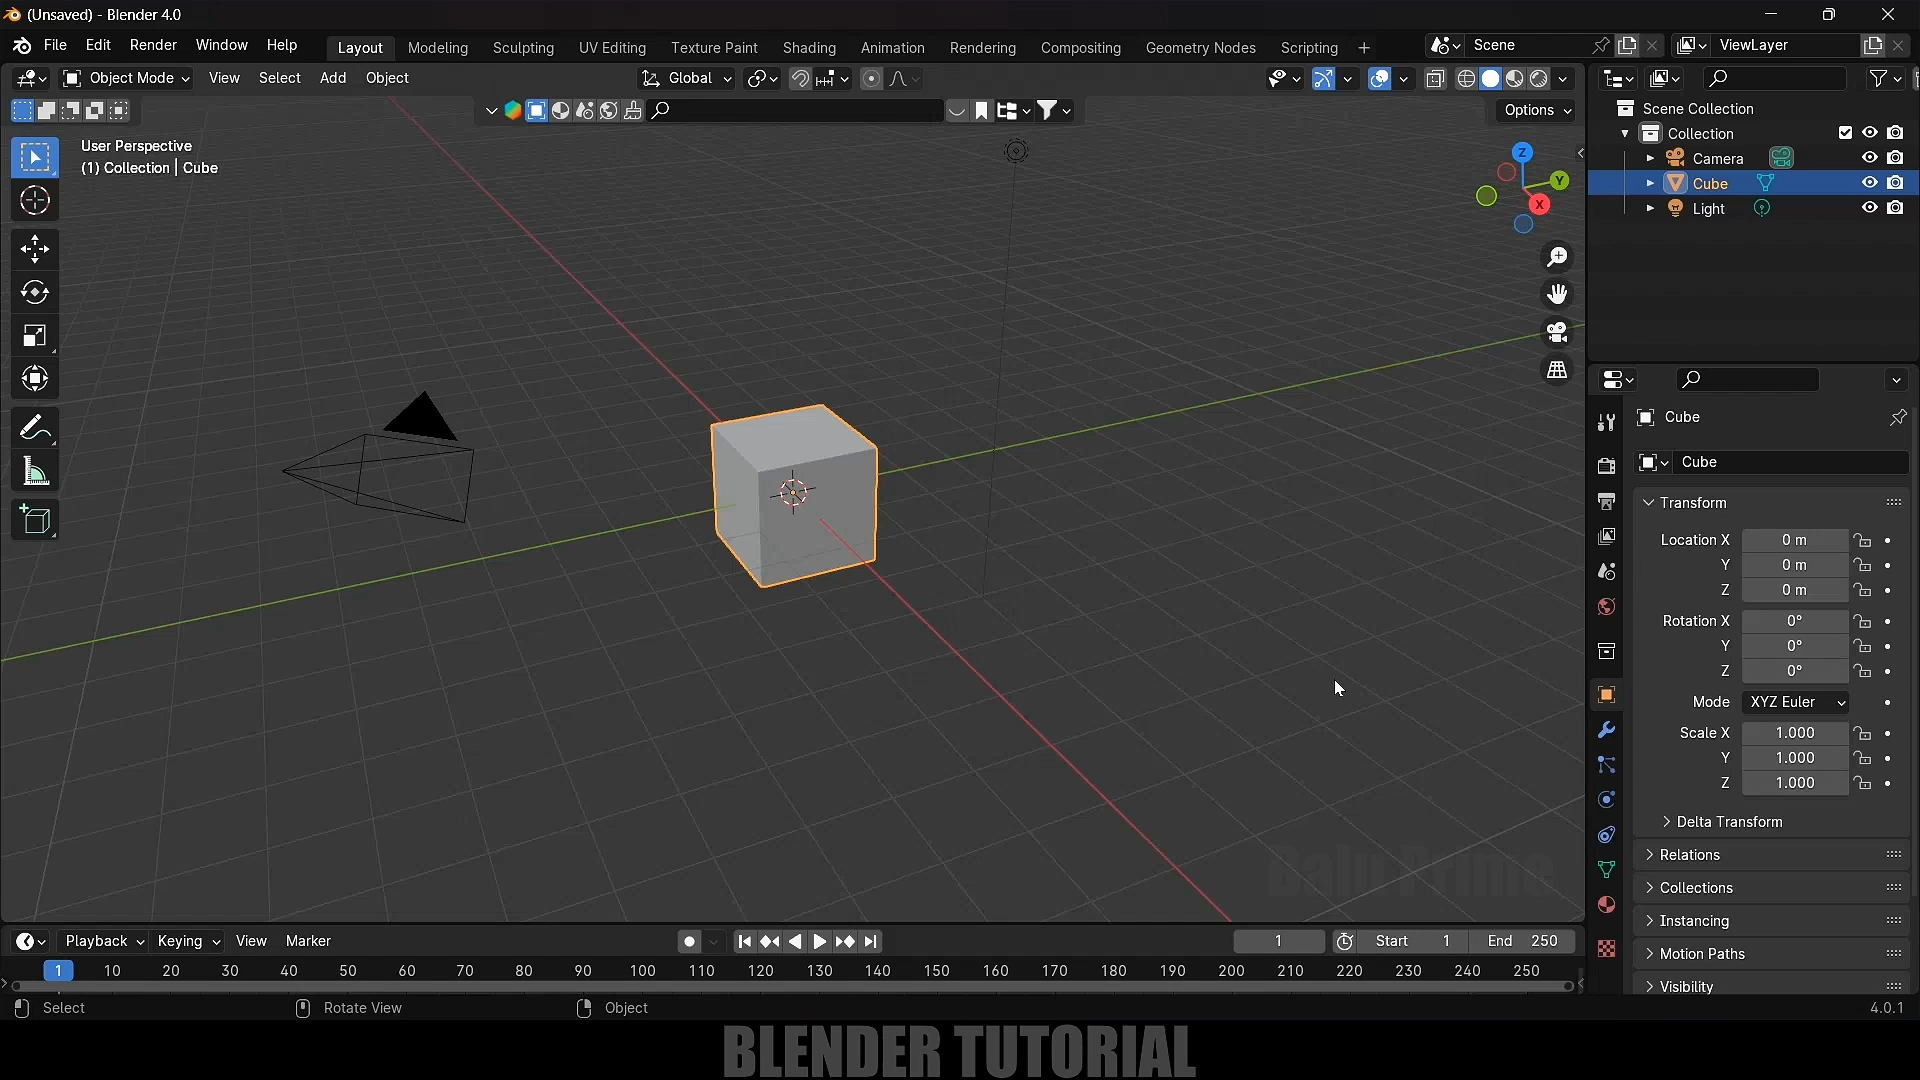 (Unsaved) - Blender 4.0
File Edit Render Window Help Layout Modeling Sculpting UV Editing Texture Paint Shading Animation Rendering Compositing Geometry Nodes Scripting + Scene ViewLayer
Object Mode View Select Add Object Global
Options
User Perspective
(1) Collection | Cube
Z
Y
X
Scene Collection
Collection
Camera
Cube
Light
Cube
Cube
Transform
Location X 0 m
Y 0 m
Z 0 m
Rotation X 0°
Y 0°
Z 0°
Mode XYZ Euler
Scale X 1.000
Y 1.000
Z 1.000
Delta Transform
Relations
Collections
Instancing
Motion Paths
Visibility
Balu Prime
Playback Keying View Marker 1 Start 1 End 250
1 10 20 30 40 50 60 70 80 90 100 110 120 130 140 150 160 170 180 190 200 210 220 230 240 250
Select Rotate View Object 4.0.1
BLENDER TUTORIAL